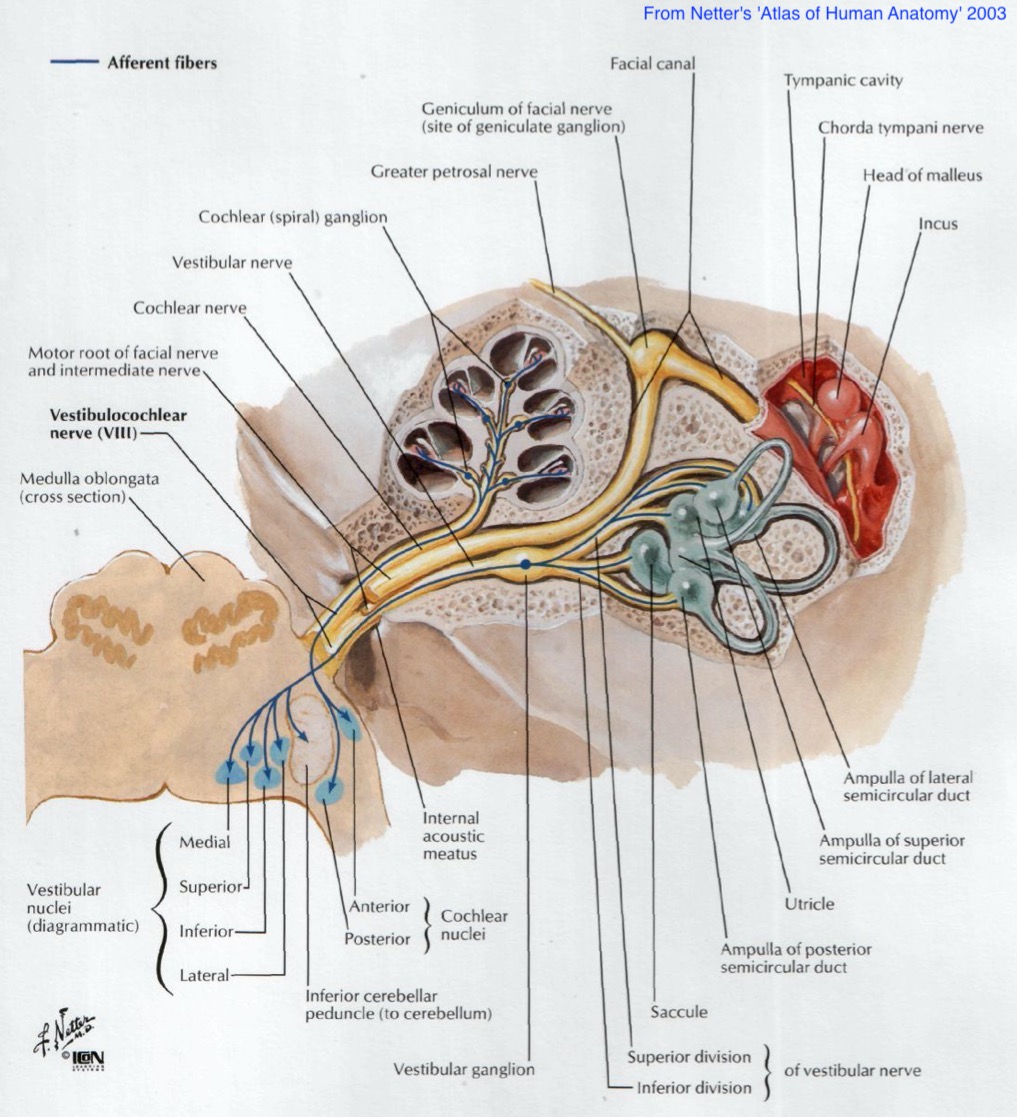 From Netter's 'Atlas of Human Anatomy' 2003
Afferent fibers
Facial canal
Tympanic cavity
Geniculum of facial nerve
(site of geniculate ganglion)
Chorda tympani nerve
Greater petrosal nerve
Head of malleus
Cochlear (spiral) ganglion
Incus
Vestibular nerve
Cochlear nerve
Motor root of facial nerve
and intermediate nerve
Vestibulocochlear
nerve (VIII)
Medulla oblongata
(cross section)
Ampulla of lateral
semicircular duct
Internal
acoustic
meatus
Ampulla of superior
semicircular duct
Vestibular
nuclei
(diagrammatic)
Medial
Superior
Inferior
Lateral
Anterior
Posterior
Cochlear
nuclei
Utricle
Ampulla of posterior
semicircular duct
Inferior cerebellar
peduncle (to cerebellum)
Saccule
Vestibular ganglion
Superior division
Inferior division
of vestibular nerve
F. Netter
M.D.
© ICON